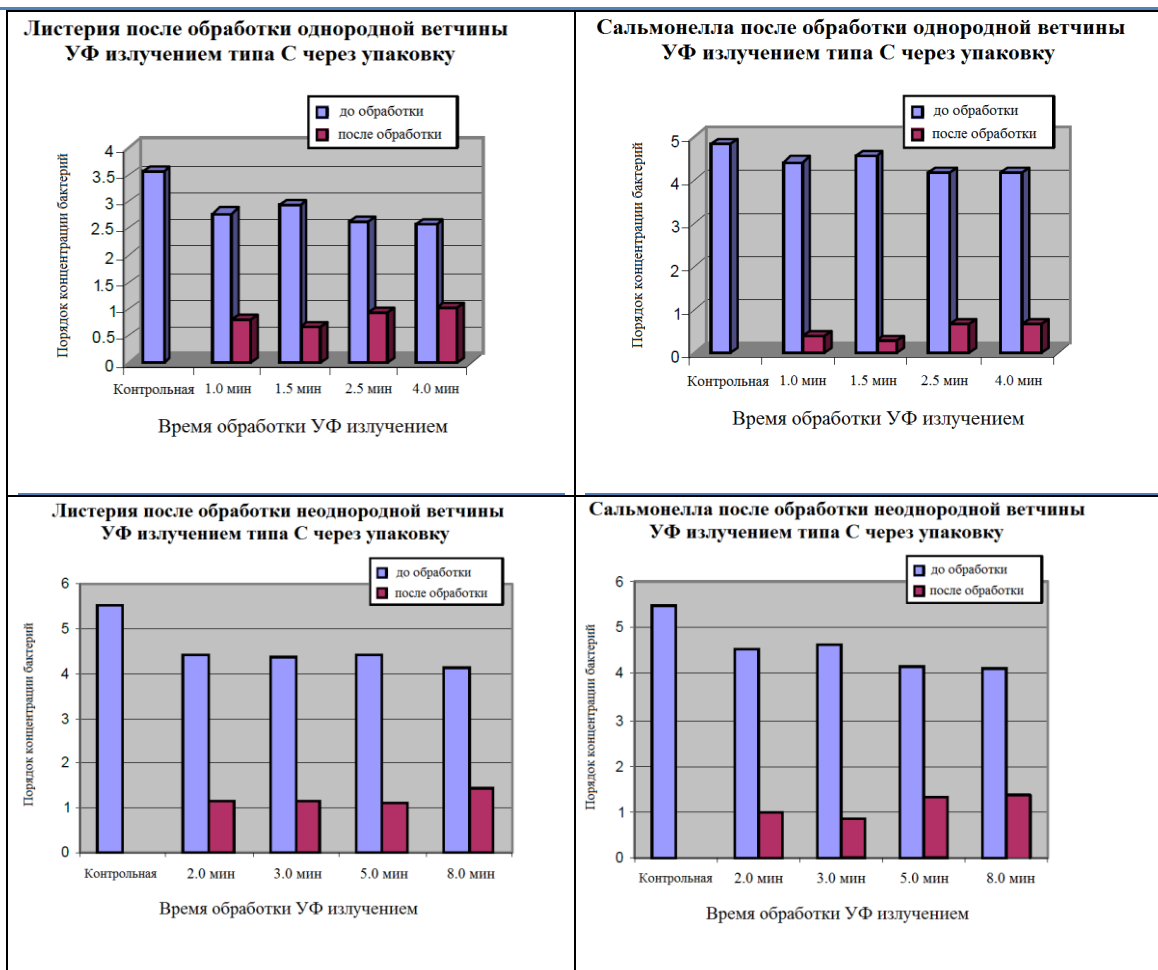 Листерия после обработки однородной ветчины
УФ излучением типа С через упаковку
до обработки
после обработки
Порядок концентрации бактерий
4
3.5
3
2.5
2
1.5
1
0.5
0
Контрольная 1.0 мин 1.5 мин 2.5 мин 4.0 мин
Время обработки УФ излучением
Сальмонелла после обработки однородной ветчины
УФ излучением типа С через упаковку
до обработки
после обработки
Порядок концентрации бактерий
5
4
3
2
1
0
Контрольная 1.0 мин 1.5 мин 2.5 мин 4.0 мин
Время обработки УФ излучением
Листерия после обработки неоднородной ветчины
УФ излучением типа С через упаковку
до обработки
после обработки
Порядок концентрации бактерий
6
5
4
3
2
1
0
Контрольная 2.0 мин 3.0 мин 5.0 мин 8.0 мин
Время обработки УФ излучением
Сальмонелла после обработки неоднородной ветчины
УФ излучением типа С через упаковку
до обработки
после обработки
Порядок концентрации бактерий
6
5
4
3
2
1
0
Контрольная 2.0 мин 3.0 мин 5.0 мин 8.0 мин
Время обработки УФ излучением